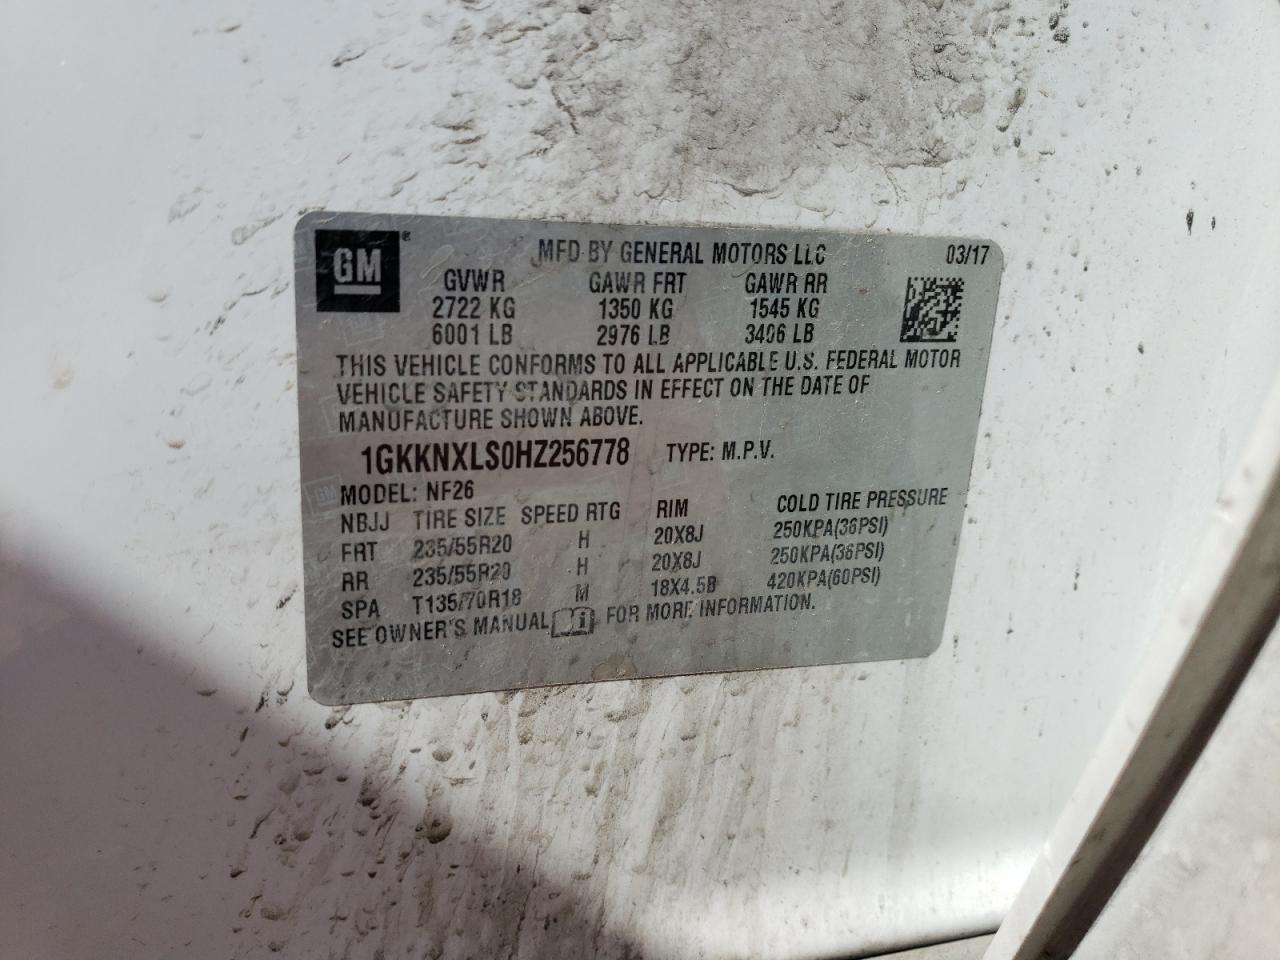 GM ® MFD BY GENERAL MOTORS LLC 03/17
GVWR GAWR FRT GAWR RR
2722 KG 1350 KG 1545 KG
6001 LB 2976 LB 3406 LB
THIS VEHICLE CONFORMS TO ALL APPLICABLE U.S. FEDERAL MOTOR
VEHICLE SAFETY STANDARDS IN EFFECT ON THE DATE OF
MANUFACTURE SHOWN ABOVE.
1GKKNXLS0HZ256778 TYPE: M.P.V.
MODEL: NF26
NBJJ TIRE SIZE SPEED RTG RIM COLD TIRE PRESSURE
FRT 235/55R20 H 20X8J 250KPA(36PSI)
RR 235/55R20 H 20X8J 250KPA(36PSI)
SPA T135/70R18 M 18X4.5B 420KPA(60PSI)
SEE OWNER'S MANUAL i FOR MORE INFORMATION.